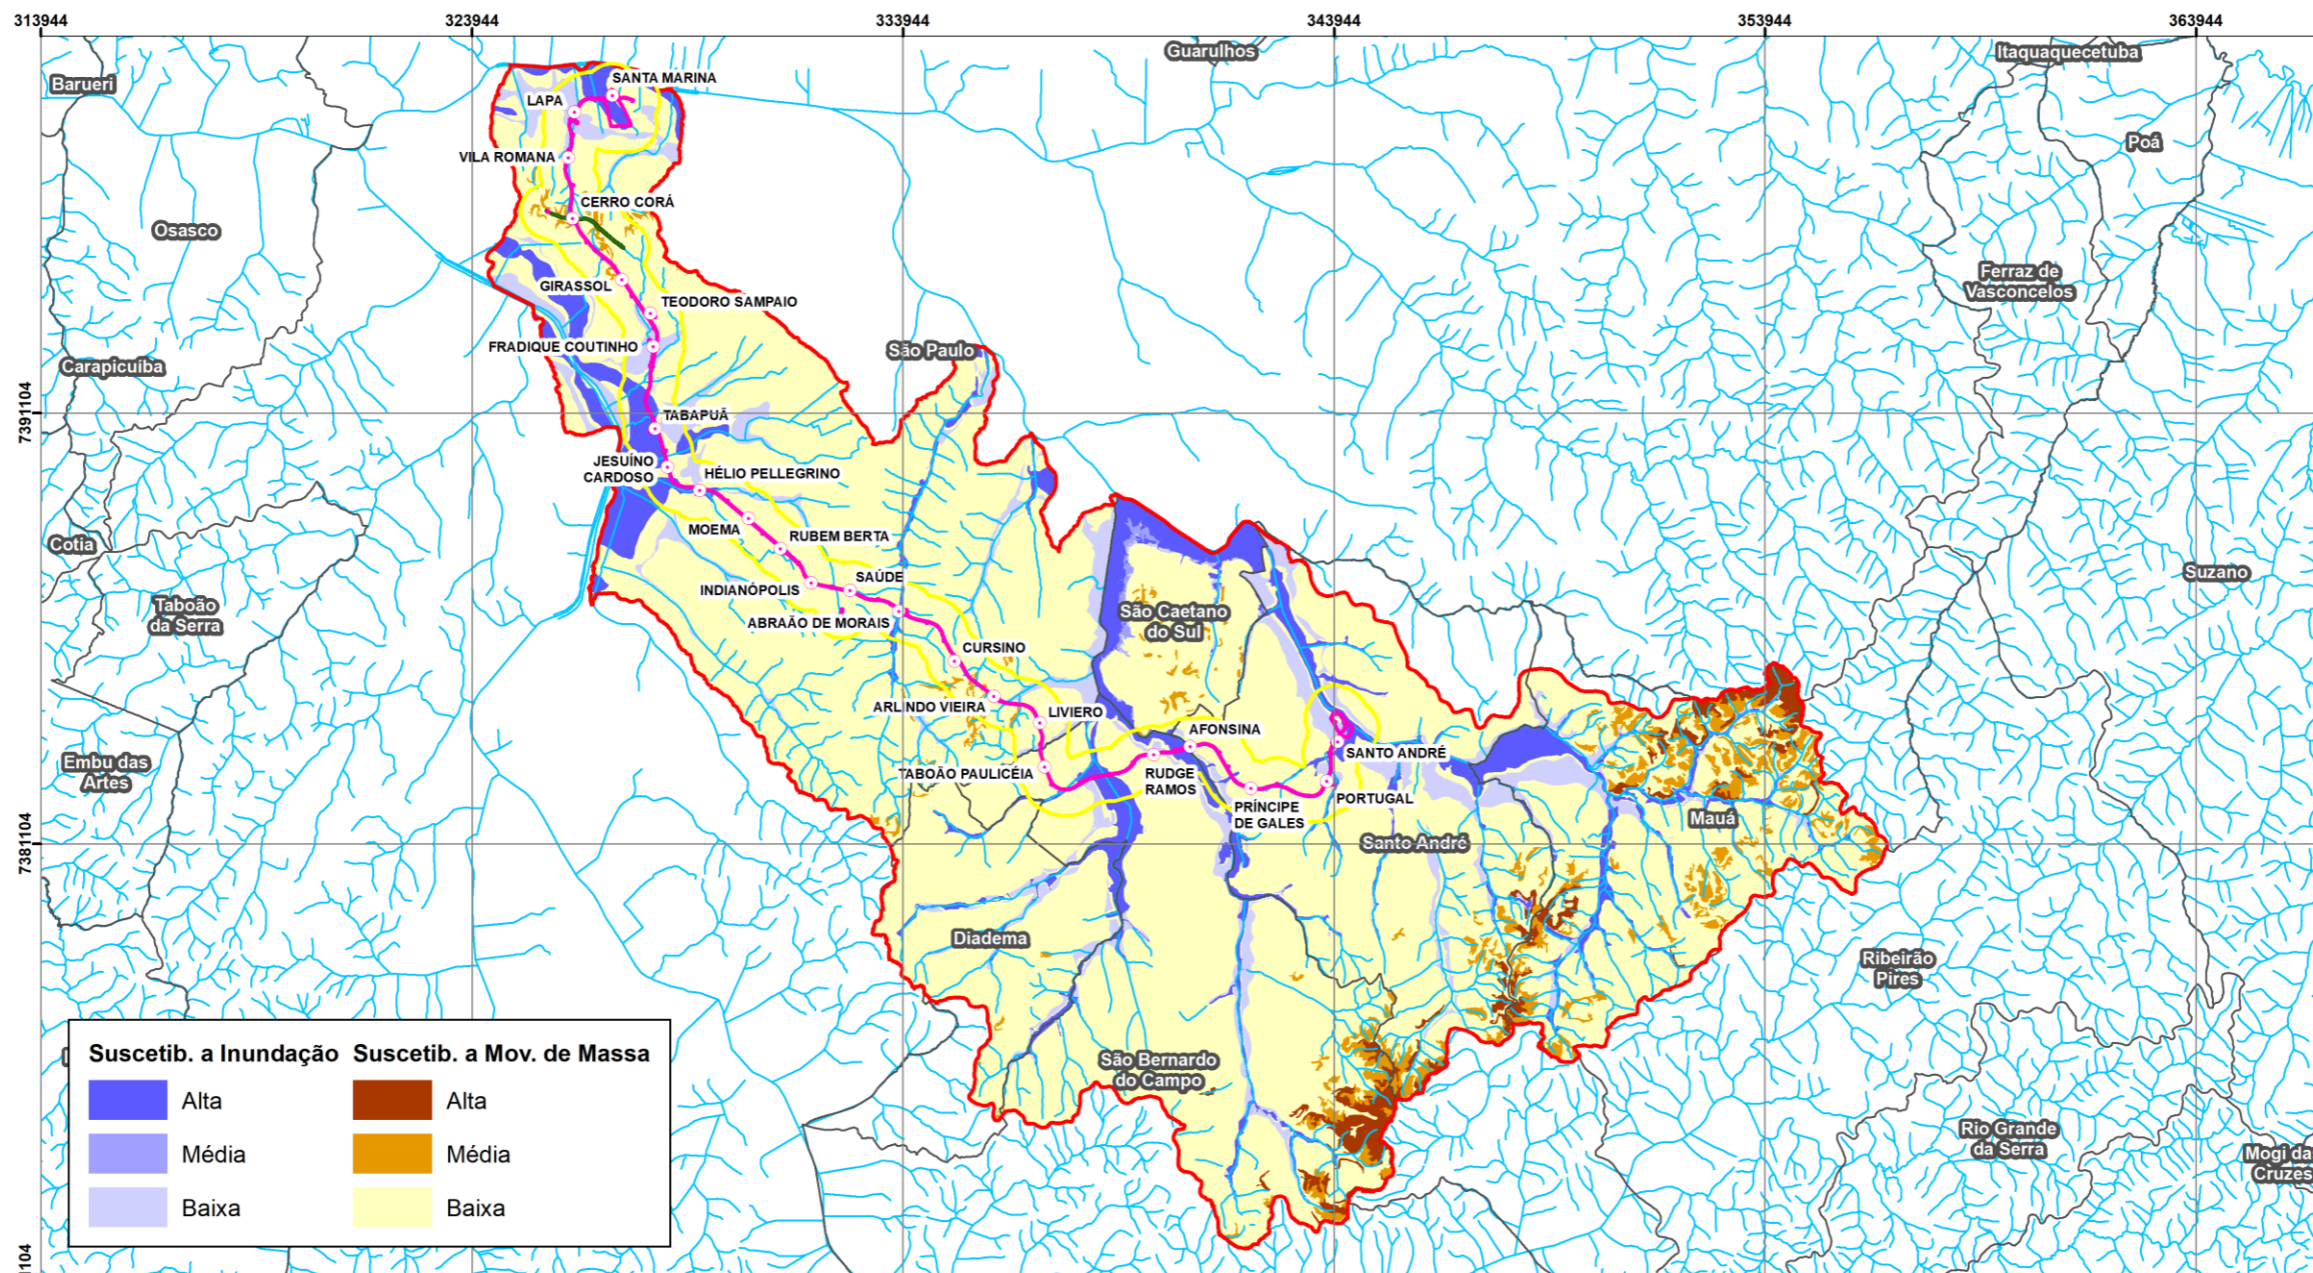 313944
323944
333944
343944
353944
363944
Guarulhos
Itaquaquecetuba
Barueri
SANTA MARINA
LAPA
Poá
VILA ROMANA
CERRO CORÁ
Osasco
Ferraz de
Vasconcelos
GIRASSOL
TEODORO SAMPAIO
FRADIQUE COUTINHO
São Paulo
Carapicuíba
7391104
TABAPUÃ
JESUÍNO
CARDOSO
HÉLIO PELLEGRINO
MOEMA
RUBEM BERTA
Cotia
SAÚDE
Suzano
INDIANÓPOLIS
Taboão
da Serra
São Caetano
do Sul
ABRAÃO DE MORAIS
CURSINO
ARLINDO VIEIRA
LIVIERO
AFONSINA
SANTO ANDRÉ
Embu das
Artes
TABOÃO PAULICÉIA
RUDGE
RAMOS
PORTUGAL
PRÍNCIPE
DE GALES
Mauá
7381104
Santo André
Diadema
Ribeirão
Pires
São Bernardo
do Campo
Rio Grande
da Serra
Mogi da
Cruzes
Suscetib. a Inundação
Alta
Média
Baixa
Suscetib. a Mov. de Massa
Alta
Média
Baixa
104